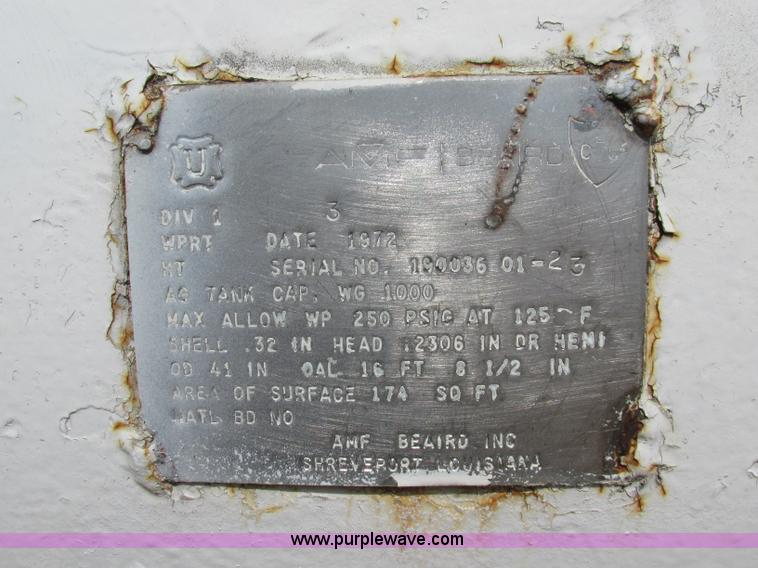 U
AMF BEAIRD
DIV 1 3
WPRT DATE 1972
HT SERIAL NO. 190036 01-23
AG TANK CAP. WG 1000
MAX ALLOW WP 250 PSIG AT 125 F
SHELL .32 IN HEAD .2306 IN DR HEMI
OD 41 IN OAL 16 FT 8 1/2 IN
AREA OF SURFACE 174 SQ FT
MATL BD NO
AMF BEAIRD INC
SHREVEPORT LOUISIANA
www.purplewave.com